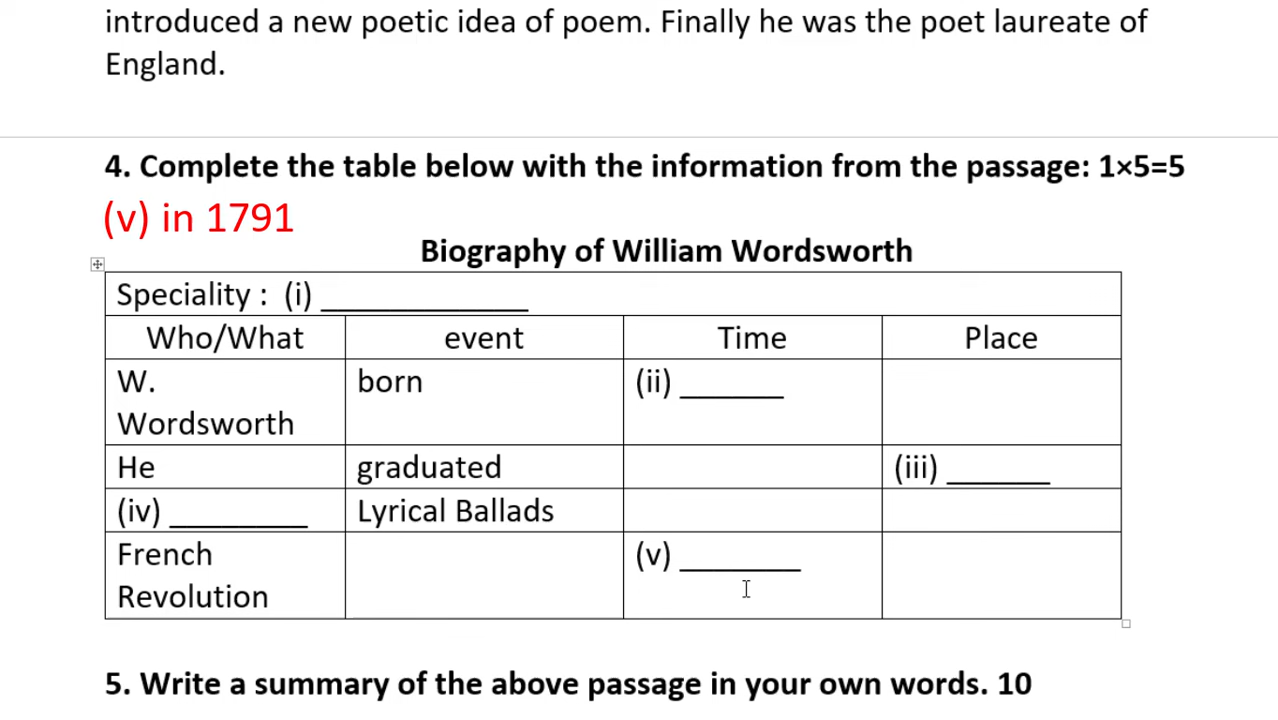 introduced a new poetic idea of poem. Finally he was the poet laureate of
England.
4. Complete the table below with the information from the passage: 1×5=5
(v) in 1791
Biography of William Wordsworth
Speciality : (i) ____________
Who/What event Time Place
W. Wordsworth born (ii) ______
He graduated (iii) ______
(iv) ________ Lyrical Ballads
French Revolution (v) _______
5. Write a summary of the above passage in your own words. 10